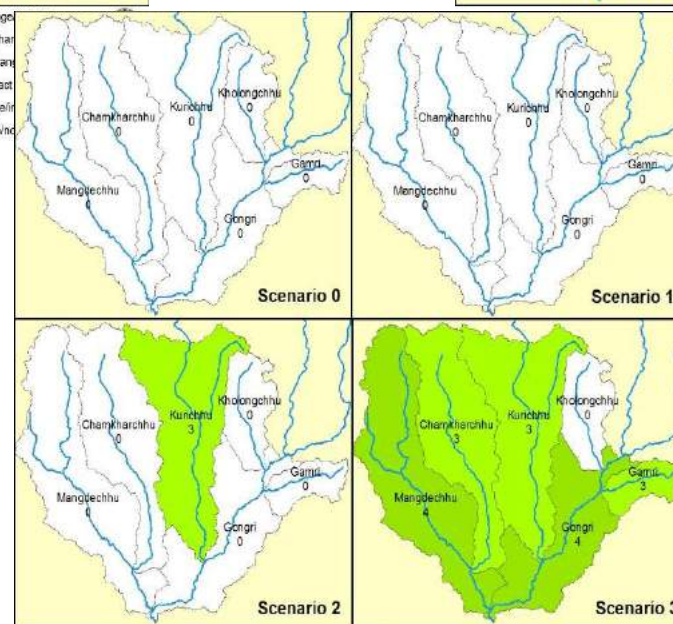 Kholongchhu
0
Chamkharchhu
0
Kurichhu
0
Gamri
0
Mangdechhu
0
Gongri
0
Scenario 0
Kholongchhu
0
Chamkharchhu
0
Kurichhu
0
Gamri
0
Mangdechhu
0
Gongri
0
Scenario 1
Kurichhu
3
Kholongchhu
0
Chamkharchhu
0
Gamri
0
Mangdechhu
0
Gongri
0
Scenario 2
Kholongchhu
0
Chamkharchhu
3
Kurichhu
3
Gamri
3
Mangdechhu
4
Gongri
4
Scenario 3